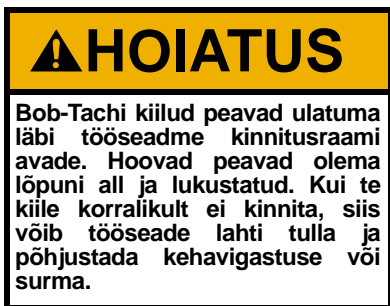 HOIATUS
Bob-Tachi kiilud peavad ulatuma
läbi tööseadme kinnitusraami
avade. Hoovad peavad olema
lõpuni all ja lukustatud. Kui te
kiile korralikult ei kinnita, siis
võib tööseade lahti tulla ja
põhjustada kehavigastuse või
surma.